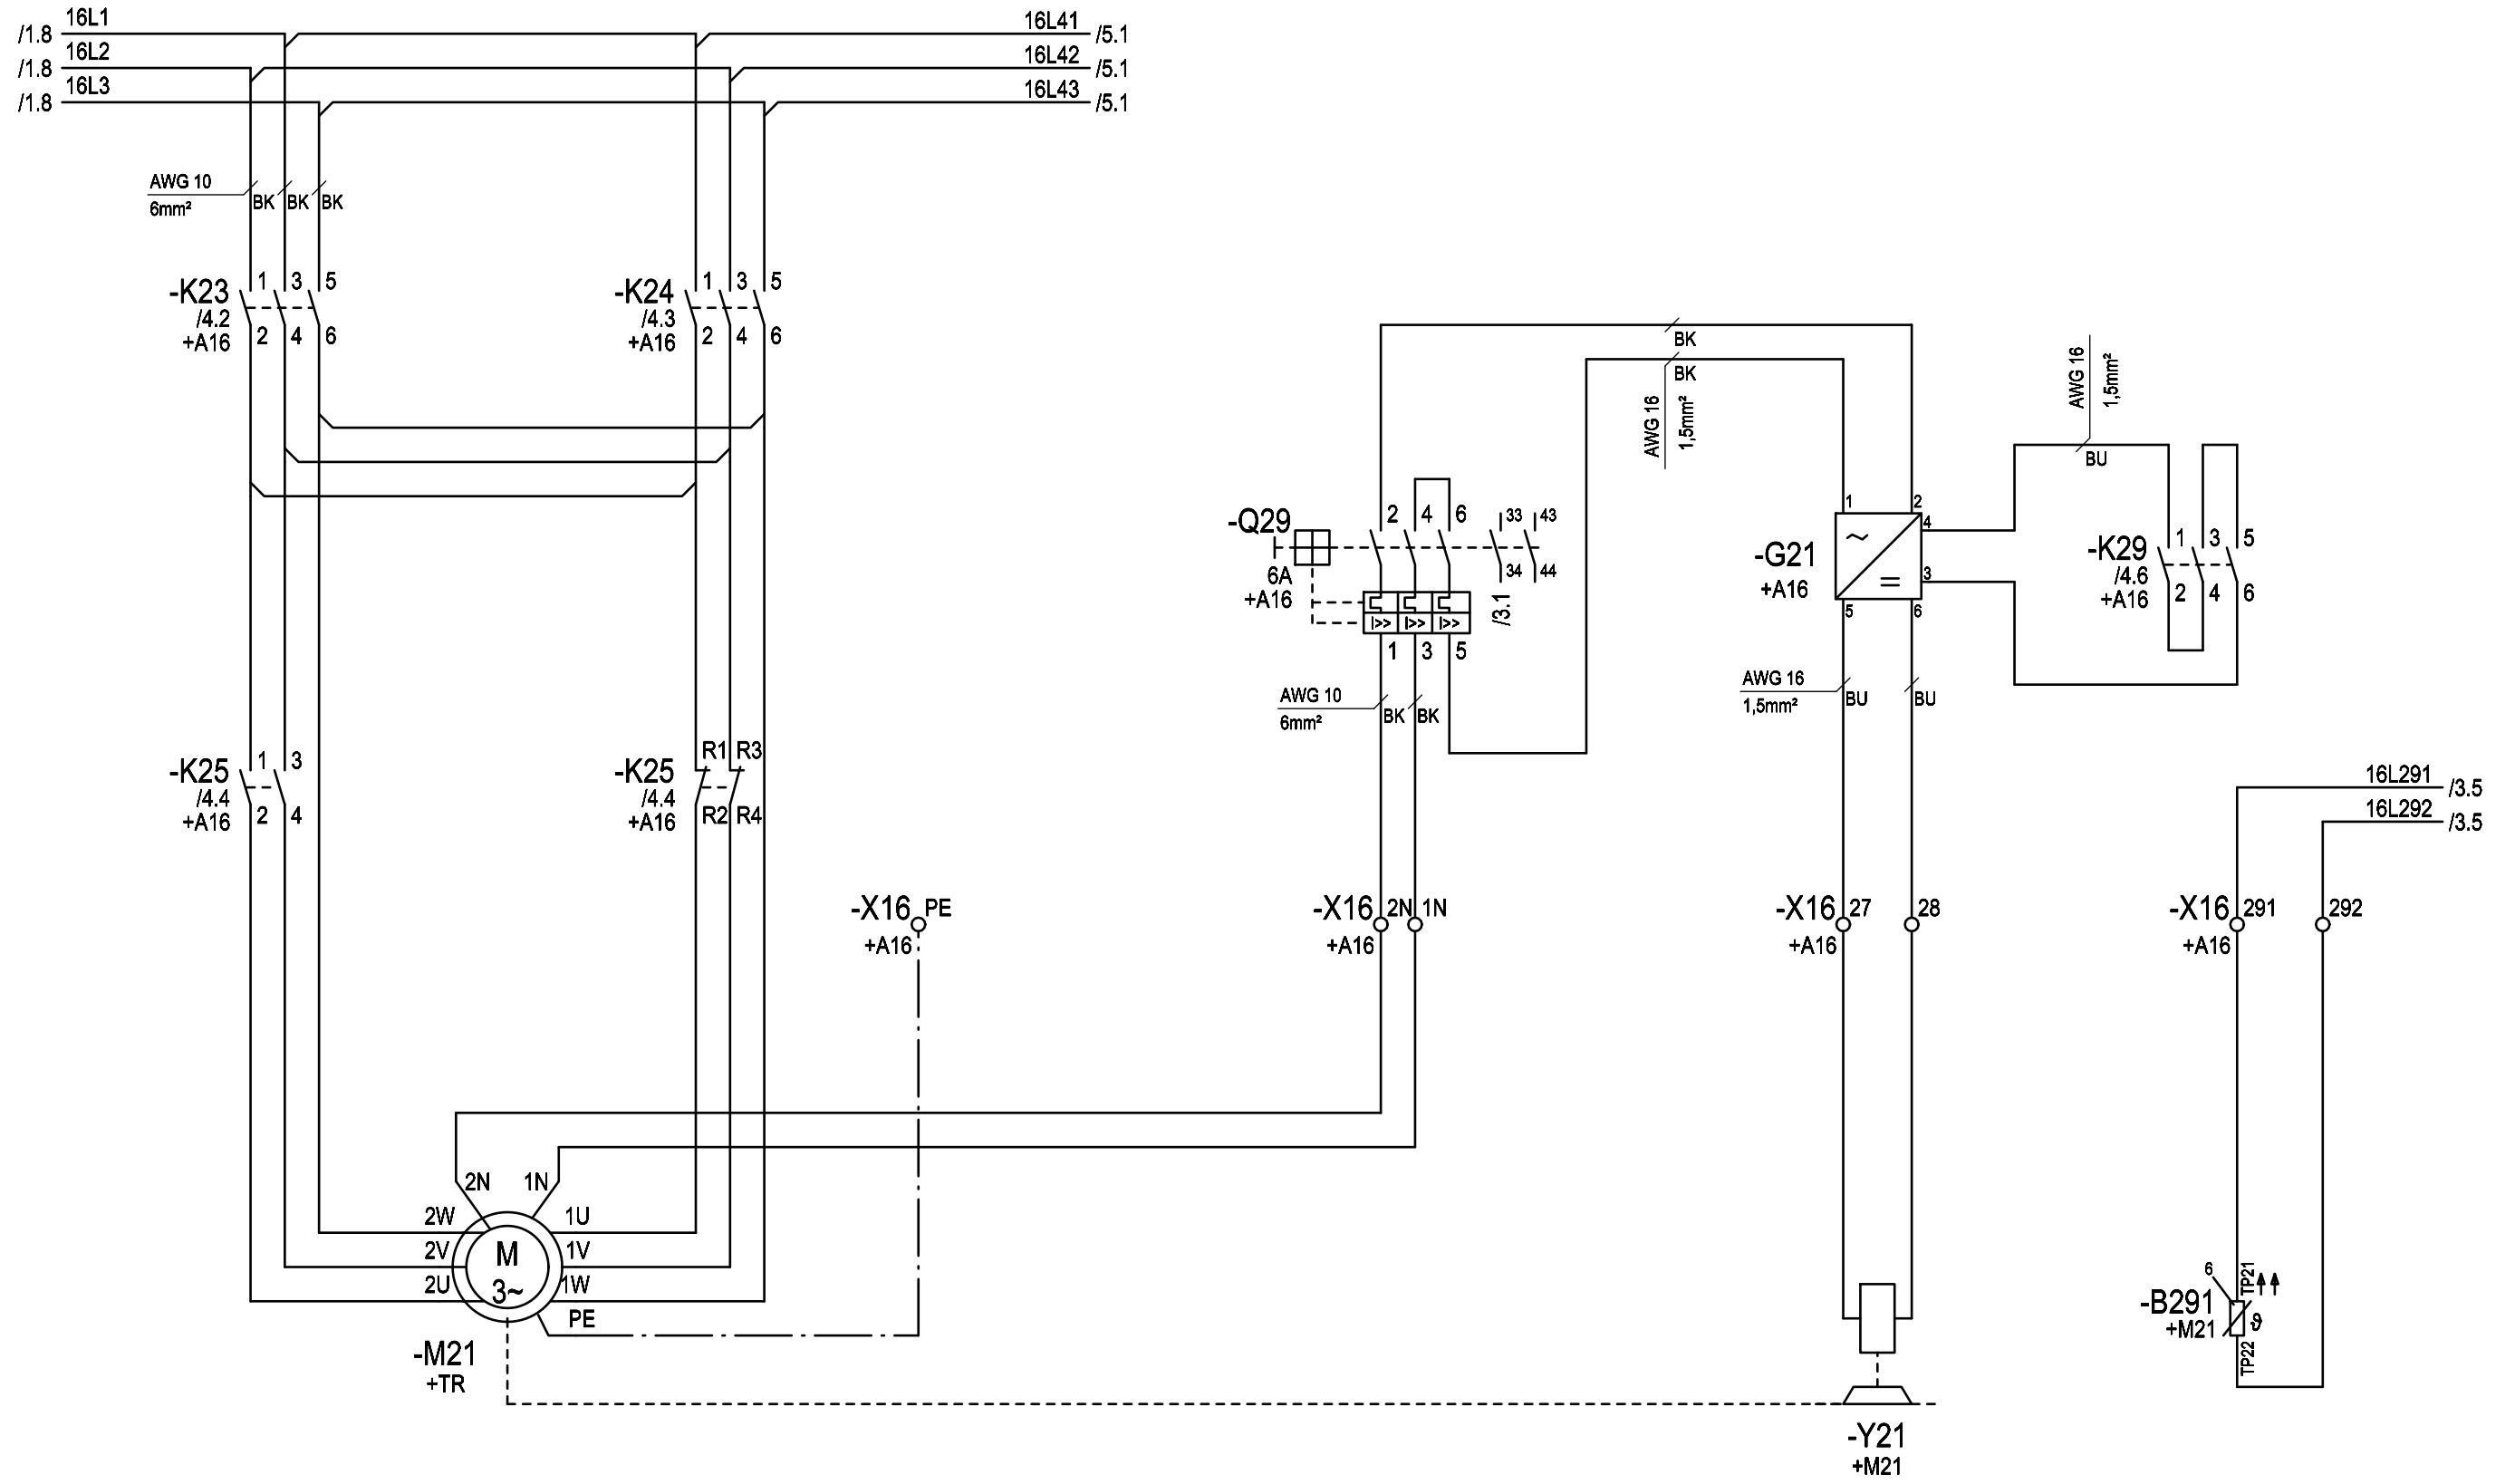 16L1
/1.8
16L2
/1.8
16L3
/1.8
16L41
/5.1
16L42
/5.1
16L43
/5.1
AWG 10
6mm²
BK BK BK
-K23
/4.2
+A16
1 3 5
2 4 6
-K24
/4.3
+A16
1 3 5
2 4 6
BK
BK
AWG 16
1,5mm²
AWG 16
1,5mm²
BU
-Q29
6A
+A16
2 4 6
33 43
34 44
I>> I>> I>>
/3.1
1 3 5
-G21
+A16
1 2
4
3
5 6
~
=
-K29
/4.6
+A16
1 3 5
2 4 6
AWG 10
6mm²
BK BK
AWG 16
1,5mm²
BU BU
-K25
/4.4
+A16
1 3
2 4
-K25
/4.4
+A16
R1 R3
R2 R4
16L291
/3.5
16L292
/3.5
-X16 PE
+A16
-X16 2N 1N
+A16
-X16 27 28
+A16
-X16 291 292
+A16
2N 1N
2W 1U
2V 1V
2U 1W
M
3~
PE
-M21
+TR
6
TP21
-B291
+M21
ϑ
TP22
-Y21
+M21